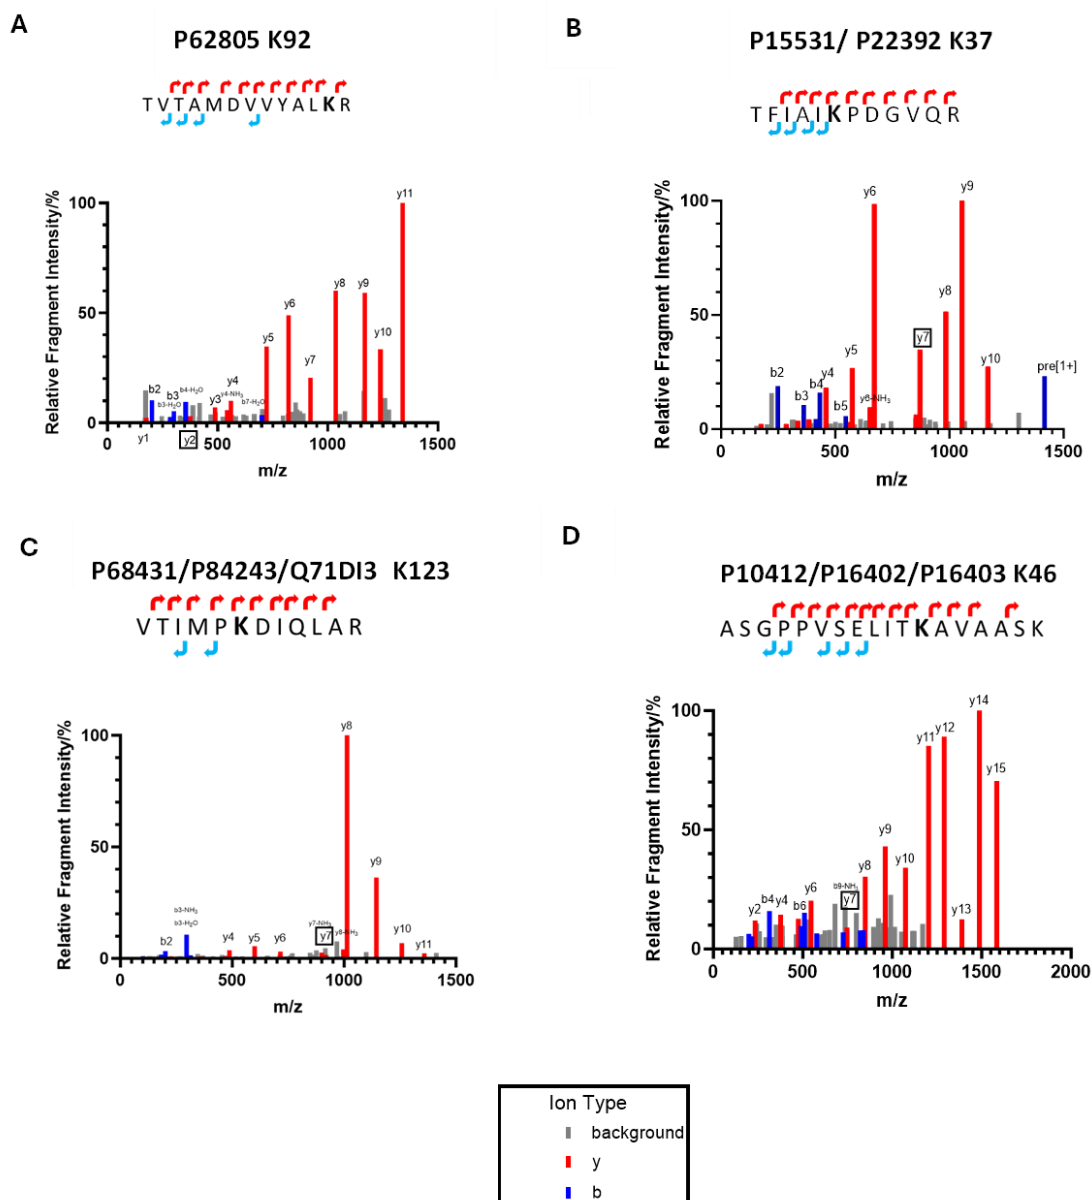 A
P62805 K92
T V T A M D V V Y A L K R
Relative Fragment Intensity/%
100
50
0
0
500
1000
1500
m/z
y1
b2
b3-H₂O
b3
b4-H₂O
y2
y3
y4-NH₃
y4
b7-H₂O
y5
y6
y7
y8
y9
y10
y11
B
P15531/ P22392 K37
T F I A I K P D G V Q R
Relative Fragment Intensity/%
100
50
0
0
500
1000
1500
m/z
b2
b3
b4
y4
b5
y5
y6-NH₃
y6
y7
y8
y9
y10
pre[1+]
C
P68431/P84243/Q71DI3 K123
V T I M P K D I Q L A R
Relative Fragment Intensity/%
100
50
0
0
500
1000
1500
m/z
b2
b3-NH₃
b3-H₂O
y4
y5
y6
y7-NH₃
y7
y8-NH₃
y8
y9
y10
y11
D
P10412/P16402/P16403 K46
A S G P P V S E L I T K A V A A S K
Relative Fragment Intensity/%
100
50
0
0
500
1000
1500
2000
m/z
y2
b4
y4
b6
y6
b9-NH₃
y7
y8
y9
y10
y11
y12
y13
y14
y15
Ion Type
background
y
b